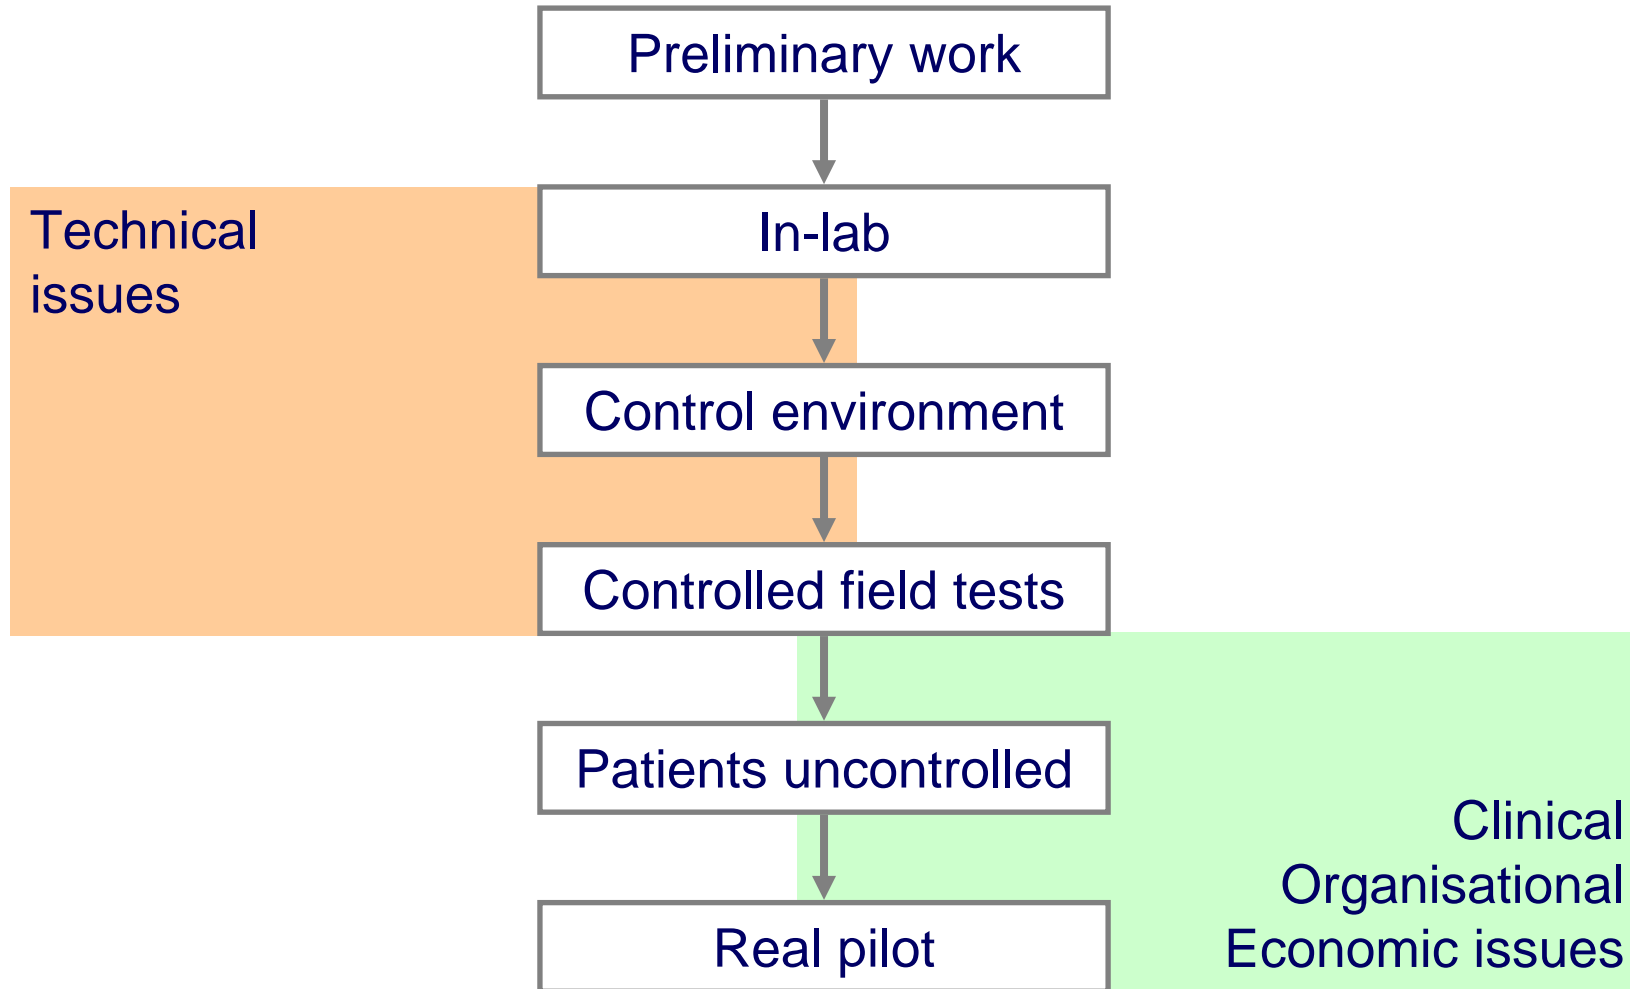 Preliminary work
Technical
issues
In-lab
Control environment
Controlled field tests
Patients uncontrolled
Clinical
Organisational
Economic issues
Real pilot